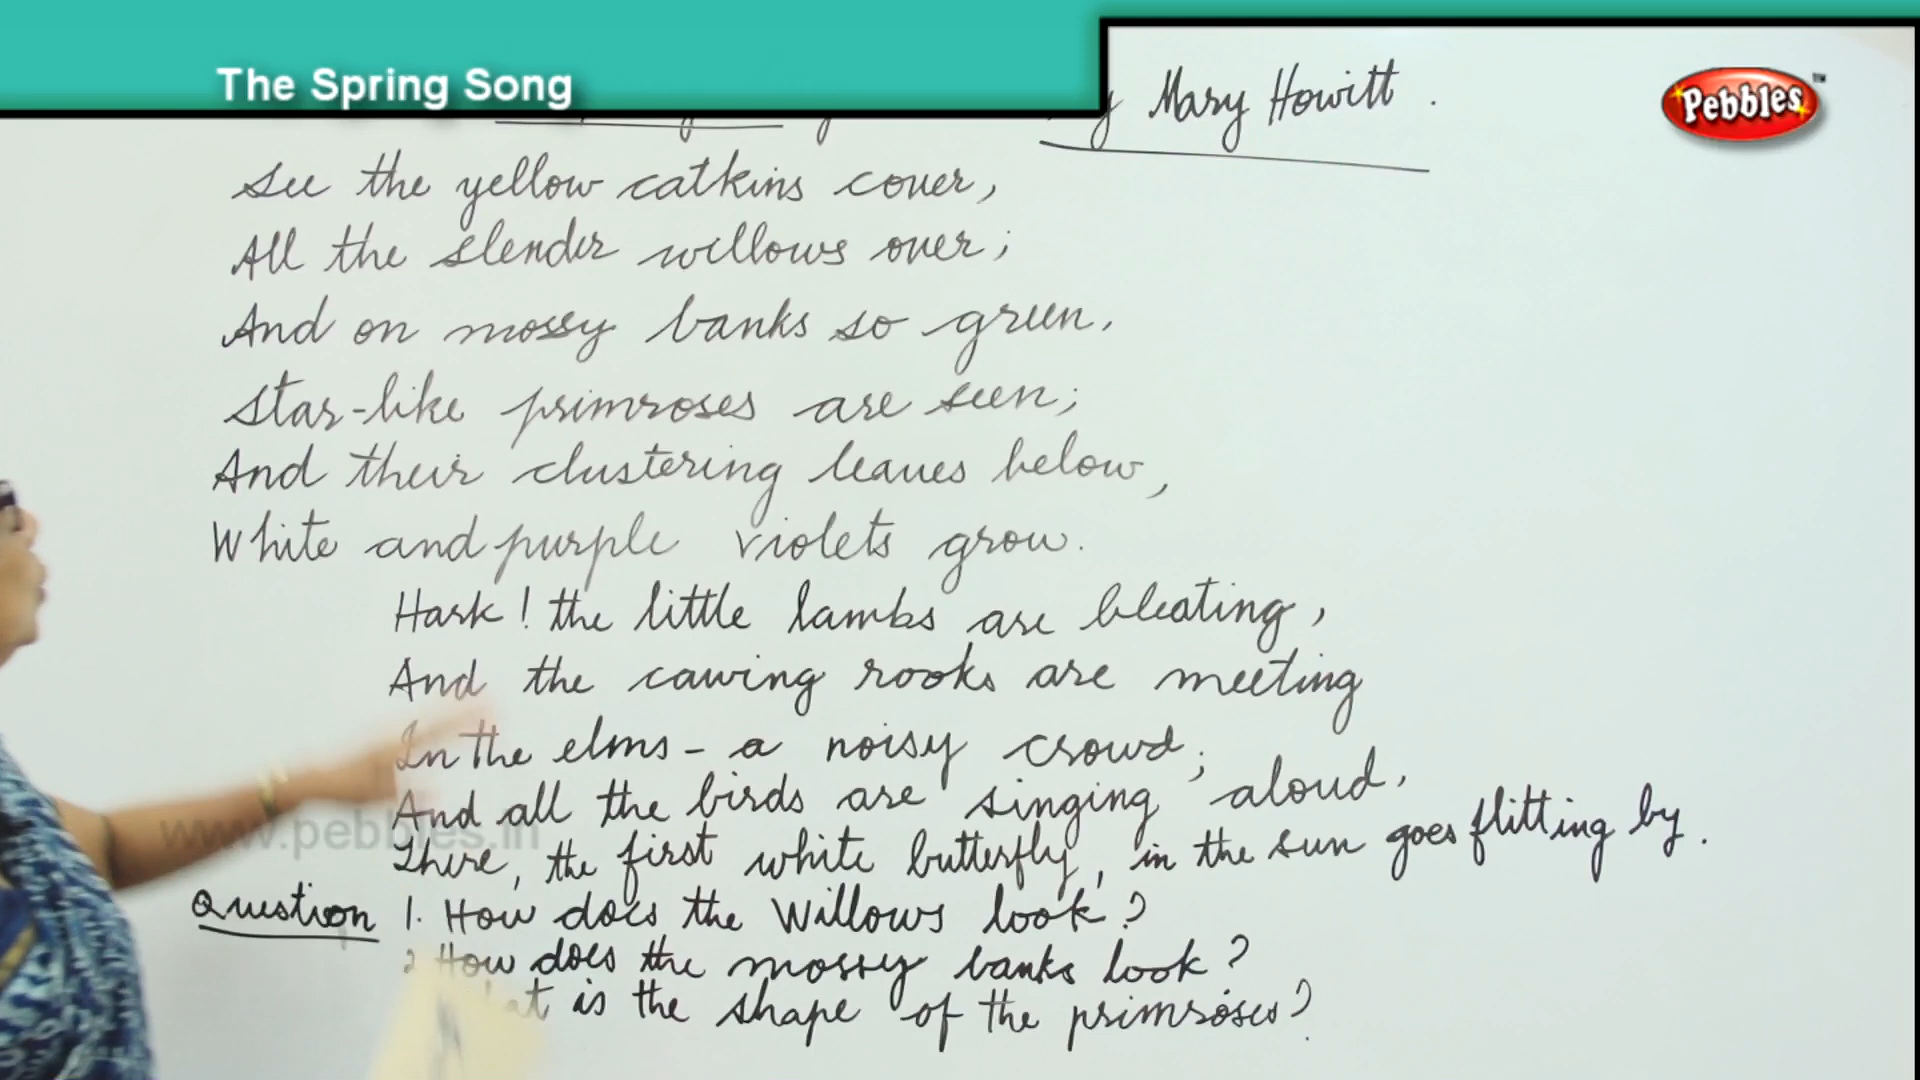 The Spring Song
Mary Howitt.
Pebbles™
See the yellow catkins cover,
All the slender willows over;
And on mossy banks so green,
Star-like primroses are seen;
And their clustering leaves below,
White and purple violets grow.
Hark! the little lambs are bleating,
And the cawing rooks are meeting
In the elms - a noisy crowd;
And all the birds are singing aloud,
There, the first white butterfly, in the sun goes flitting by.
www.pebbles.in
Question 1. How does the Willows look?
2. How does the mossy banks look?
is the shape of the primroses?